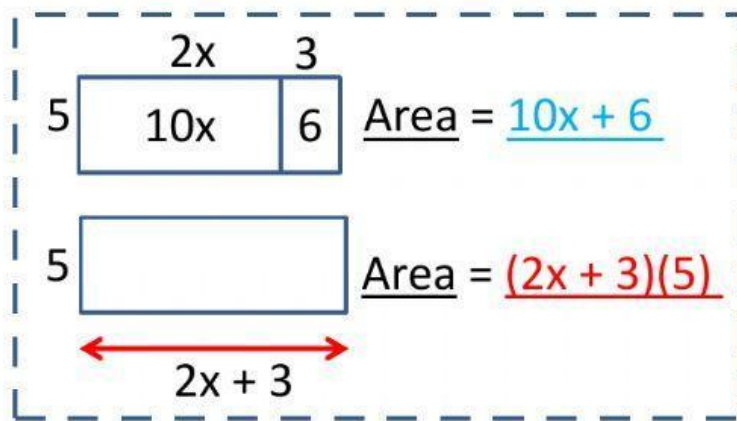 2x 3
5 10x 6 Area = 10x + 6
5 Area = (2x + 3)(5)
2x + 3